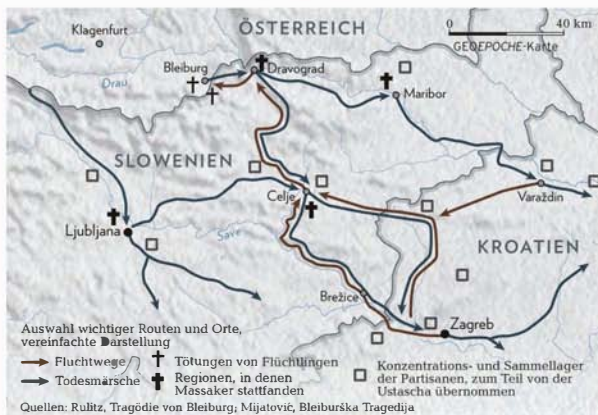 ÖSTERREICH
0 40 km
GEOEPOCHE-Karte
Klagenfurt
Drau
Bleiburg
Dravograd
Maribor
SLOWENIEN
Celje
Varaždin
Ljubljana
Save
KROATIEN
Brežice
Zagreb
Auswahl wichtiger Routen und Orte,
vereinfachte Darstellung
Fluchtwege
Todesmärsche
Tötungen von Flüchtlingen
Regionen, in denen
Massaker stattfanden
Konzentrations- und Sammellager
der Partisanen, zum Teil von der
Ustascha übernommen
Quellen: Rulitz, Tragödie von Bleiburg; Mijatović, Bleiburška Tragedija